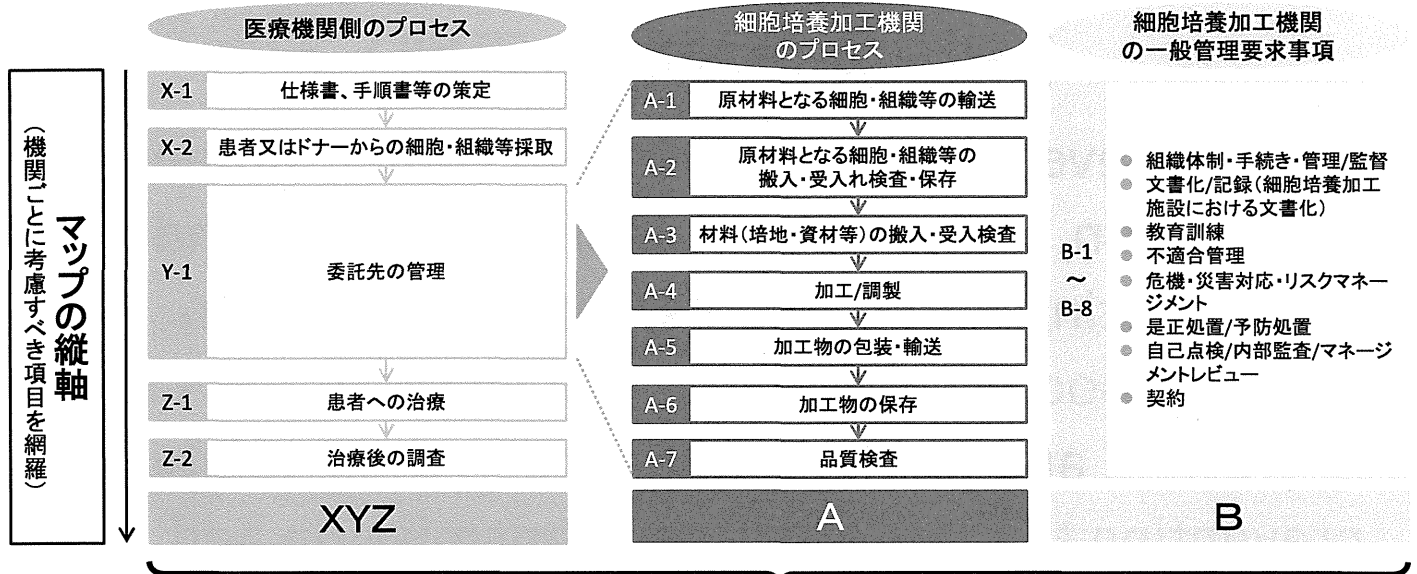 マップの縦軸
（機関ごとに考慮すべき項目を網羅）
医療機関側のプロセス
X-1
仕様書、手順書等の策定
X-2
患者又はドナーからの細胞・組織等採取
Y-1
委託先の管理
Z-1
患者への治療
Z-2
治療後の調査
XYZ
細胞培養加工機関
のプロセス
A-1
原材料となる細胞・組織等の輸送
A-2
原材料となる細胞・組織等の
搬入・受入れ検査・保存
A-3
材料（培地・資材等）の搬入・受入検査
A-4
加工/調製
A-5
加工物の包装・輸送
A-6
加工物の保存
A-7
品質検査
A
細胞培養加工機関
の一般管理要求事項
B-1
～
B-8
組織体制・手続き・管理/監督
文書化/記録（細胞培養加工
施設における文書化）
教育訓練
不適合管理
危機・災害対応・リスクマネー
ジメント
是正処置/予防処置
自己点検/内部監査/マネージ
メントレビュー
契約
B